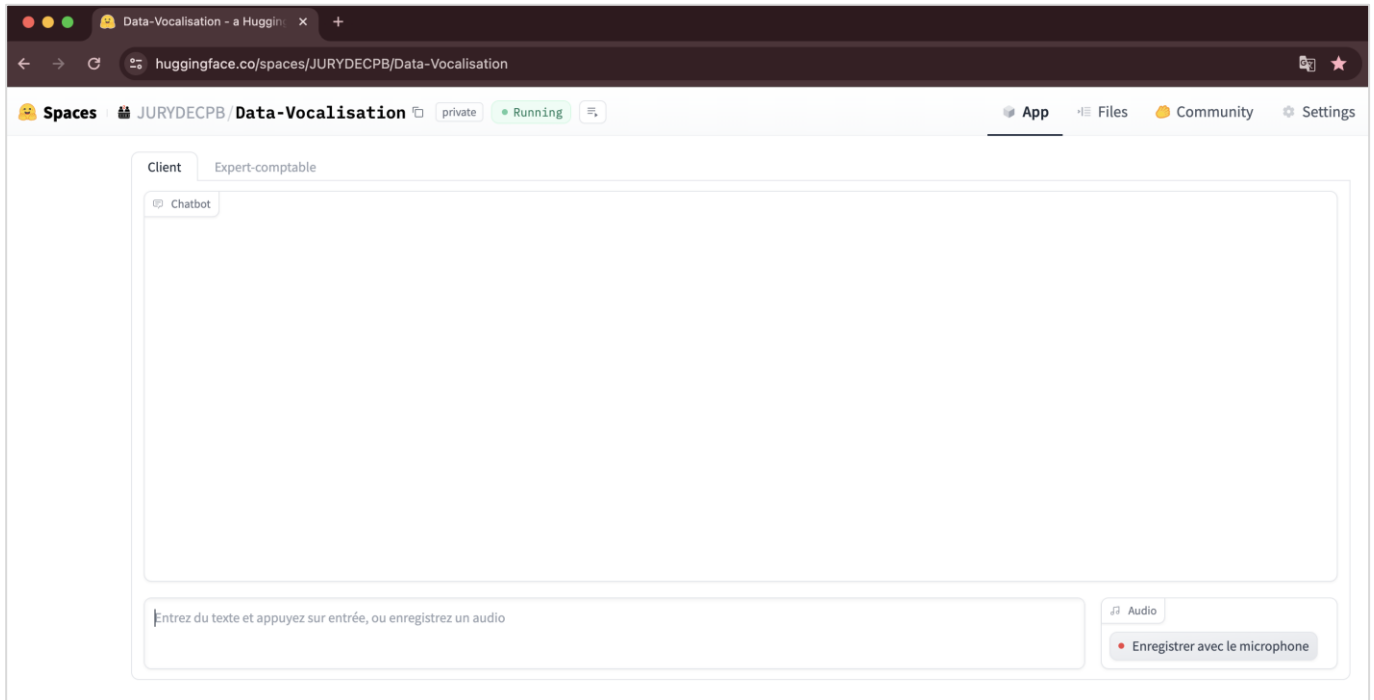 Data-Vocalisation - a Hugging
huggingface.co/spaces/JURYDECPB/Data-Vocalisation
Spaces JURYDECPB/Data-Vocalisation private Running App Files Community Settings
Client Expert-comptable
Chatbot
Entrez du texte et appuyez sur entrée, ou enregistrez un audio
Audio
Enregistrer avec le microphone